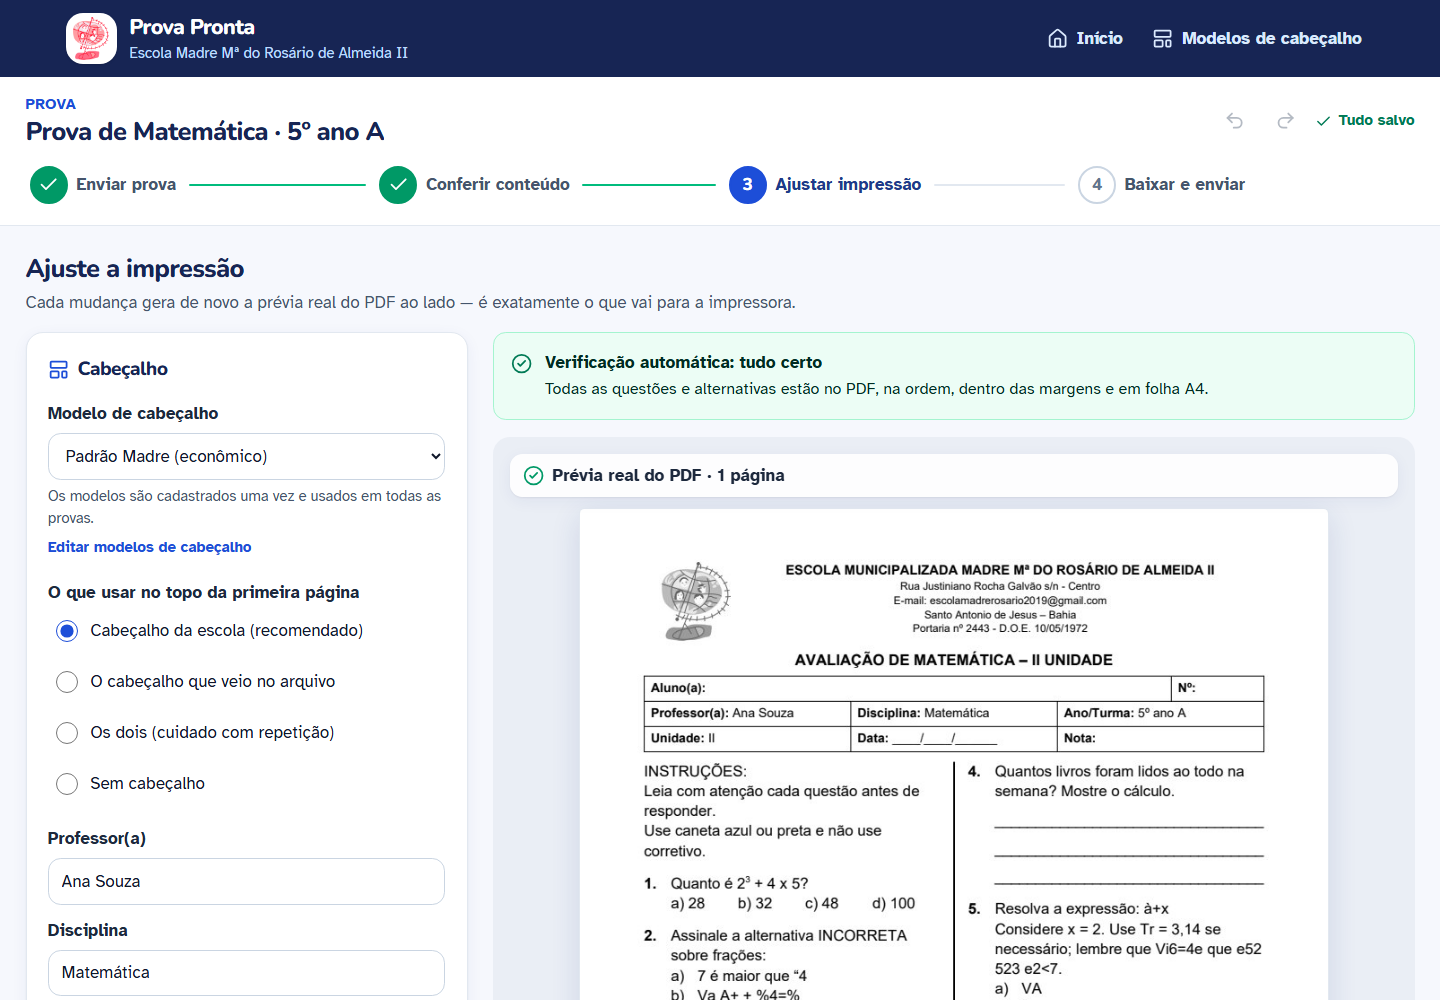 Prova Pronta
Escola Madre Mª do Rosário de Almeida II
Início
Modelos de cabeçalho
PROVA
Prova de Matemática · 5º ano A
Tudo salvo
Enviar prova
Conferir conteúdo
3
Ajustar impressão
4
Baixar e enviar
Ajuste a impressão
Cada mudança gera de novo a prévia real do PDF ao lado — é exatamente o que vai para a impressora.
Cabeçalho
Modelo de cabeçalho
Padrão Madre (econômico)
Os modelos são cadastrados uma vez e usados em todas as
provas.
Editar modelos de cabeçalho
O que usar no topo da primeira página
Cabeçalho da escola (recomendado)
O cabeçalho que veio no arquivo
Os dois (cuidado com repetição)
Sem cabeçalho
Professor(a)
Ana Souza
Disciplina
Matemática
Verificação automática: tudo certo
Todas as questões e alternativas estão no PDF, na ordem, dentro das margens e em folha A4.
Prévia real do PDF · 1 página
ESCOLA MUNICIPALIZADA MADRE Mª DO ROSÁRIO DE ALMEIDA II
Rua Justiniano Rocha Galvão s/n - Centro
E-mail: escolamadrerosario2019@gmail.com
Santo Antonio de Jesus – Bahia
Portaria nº 2443 - D.O.E. 10/05/1972
AVALIAÇÃO DE MATEMÁTICA – II UNIDADE
Aluno(a): Nº:
Professor(a): Ana Souza Disciplina: Matemática Ano/Turma: 5º ano A
Unidade: II Data: ____/____/______ Nota:
INSTRUÇÕES:
Leia com atenção cada questão antes de
responder.
Use caneta azul ou preta e não use
corretivo.
1. Quanto é 2³ + 4 x 5?
a) 28 b) 32 c) 48 d) 100
2. Assinale a alternativa INCORRETA
sobre frações:
a) 7 é maior que “4
b) Va A+ + %4=%
4. Quantos livros foram lidos ao todo na
semana? Mostre o cálculo.
5. Resolva a expressão: à+x
Considere x = 2. Use Tr = 3,14 se
necessário; lembre que Vi6=4e que e52
523 e2<7.
a) VA